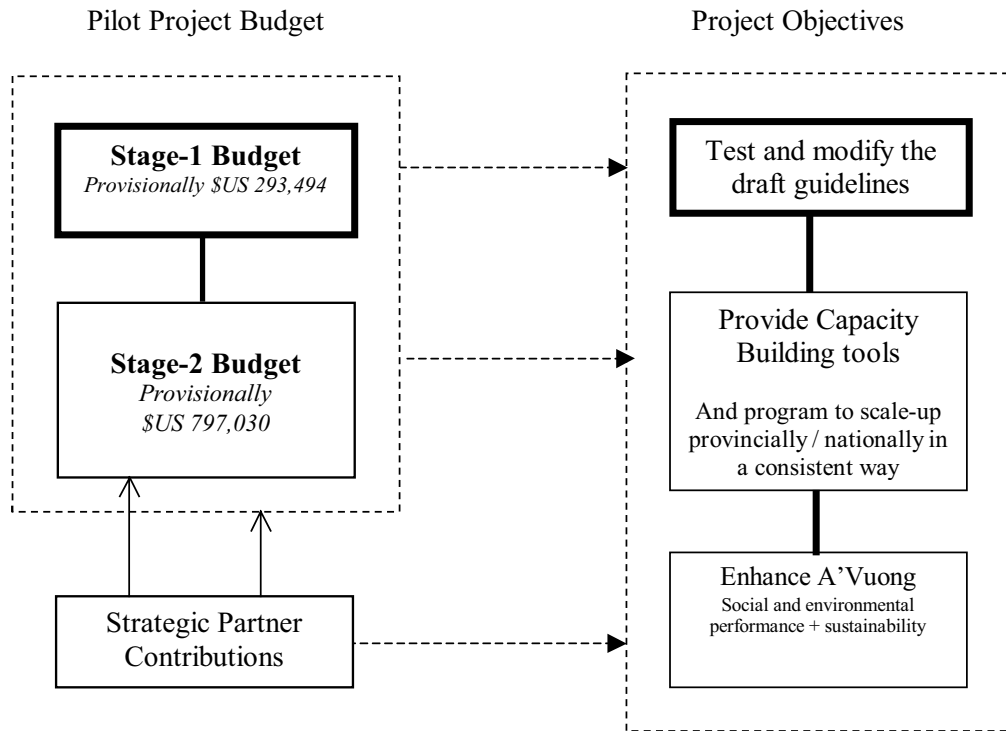 Pilot Project Budget
Project Objectives
Stage-1 Budget
Provisionally $US 293,494
Stage-2 Budget
Provisionally
$US 797,030
Strategic Partner
Contributions
Test and modify the
draft guidelines
Provide Capacity
Building tools
And program to scale-up
provincially / nationally in
a consistent way
Enhance A’Vuong
Social and environmental
performance + sustainability